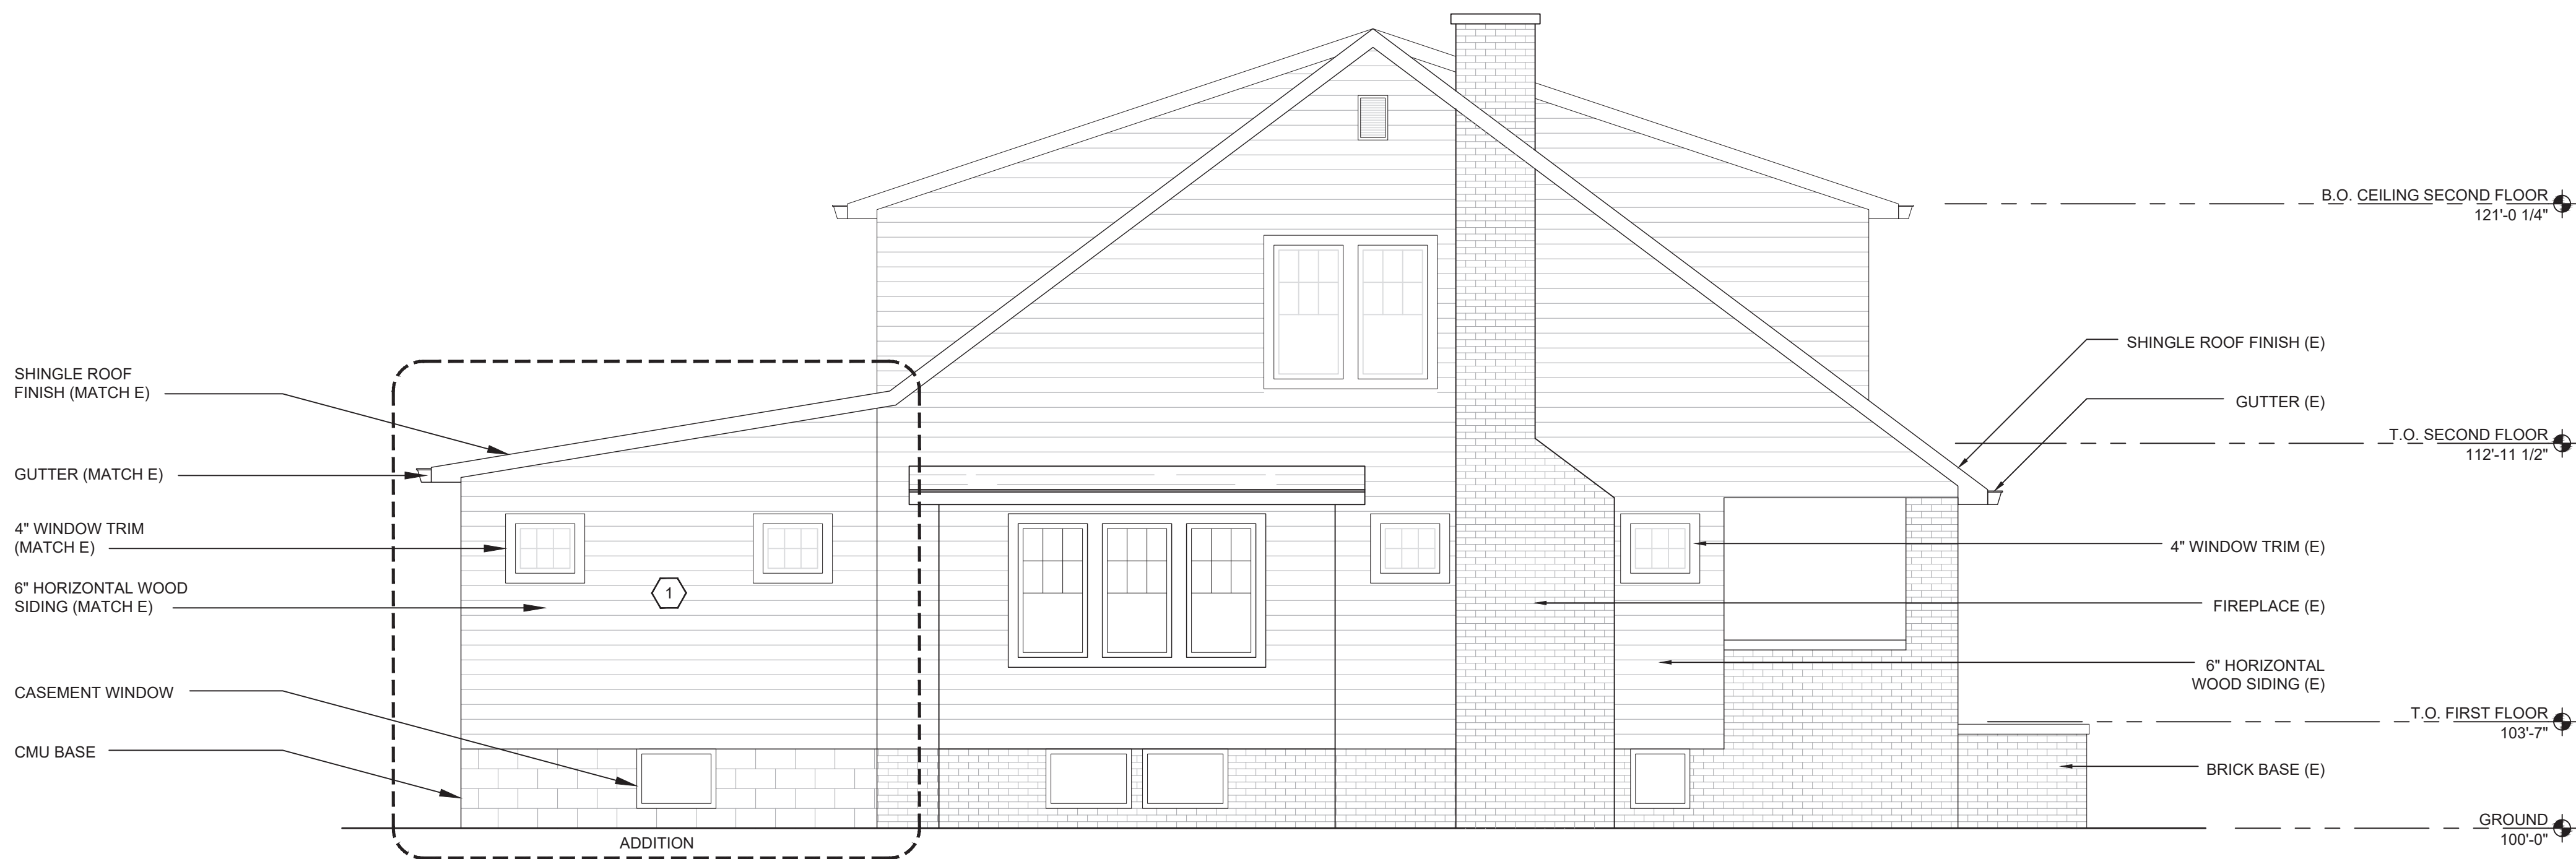 SHINGLE ROOF
FINISH (MATCH E)
GUTTER (MATCH E)
4" WINDOW TRIM
(MATCH E)
6" HORIZONTAL WOOD
SIDING (MATCH E)
CASEMENT WINDOW
CMU BASE
1
ADDITION
B.O. CEILING SECOND FLOOR
121'-0 1/4"
SHINGLE ROOF FINISH (E)
GUTTER (E)
T.O. SECOND FLOOR
112'-11 1/2"
4" WINDOW TRIM (E)
FIREPLACE (E)
6" HORIZONTAL
WOOD SIDING (E)
T.O. FIRST FLOOR
103'-7"
BRICK BASE (E)
GROUND
100'-0"